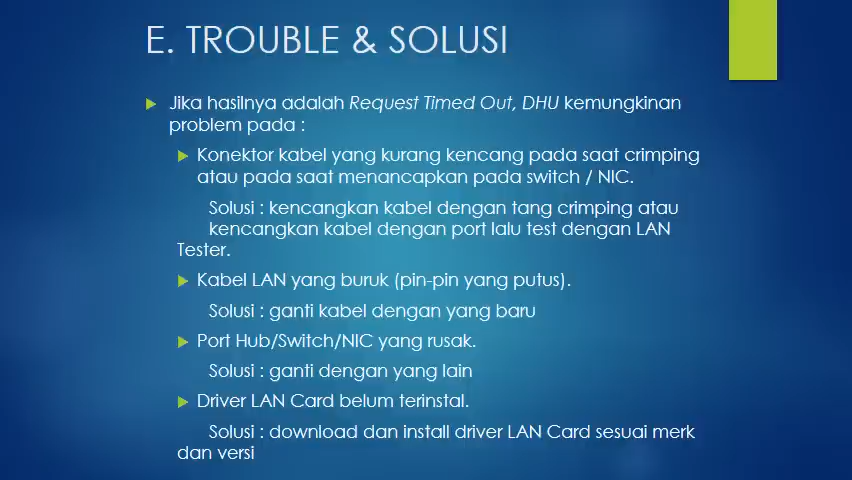 E. TROUBLE & SOLUSI
Jika hasilnya adalah Request Timed Out, DHU kemungkinan
problem pada :
Konektor kabel yang kurang kencang pada saat crimping
atau pada saat menancapkan pada switch / NIC.
Solusi : kencangkan kabel dengan tang crimping atau
kencangkan kabel dengan port lalu test dengan LAN
Tester.
Kabel LAN yang buruk (pin-pin yang putus).
Solusi : ganti kabel dengan yang baru
Port Hub/Switch/NIC yang rusak.
Solusi : ganti dengan yang lain
Driver LAN Card belum terinstal.
Solusi : download dan install driver LAN Card sesuai merk
dan versi